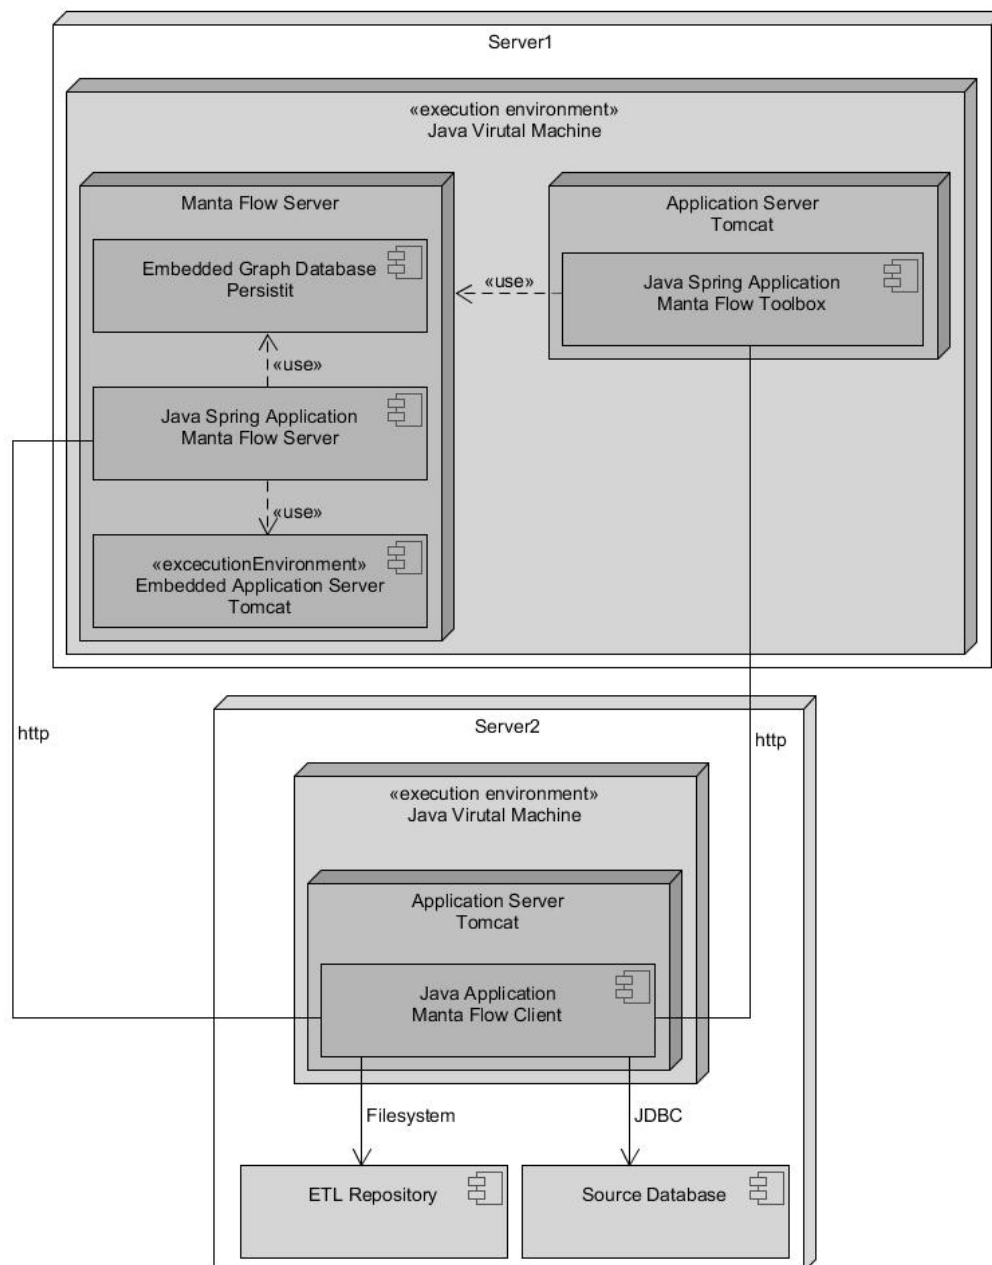 Server1
«execution environment»
Java Virutal Machine
Manta Flow Server
Embedded Graph Database
Persistit
«use»
Java Spring Application
Manta Flow Server
«use»
«excecutionEnvironment»
Embedded Application Server
Tomcat
Application Server
Tomcat
Java Spring Application
Manta Flow Toolbox
«use»
http
http
Server2
«execution environment»
Java Virutal Machine
Application Server
Tomcat
Java Application
Manta Flow Client
Filesystem
JDBC
ETL Repository
Source Database